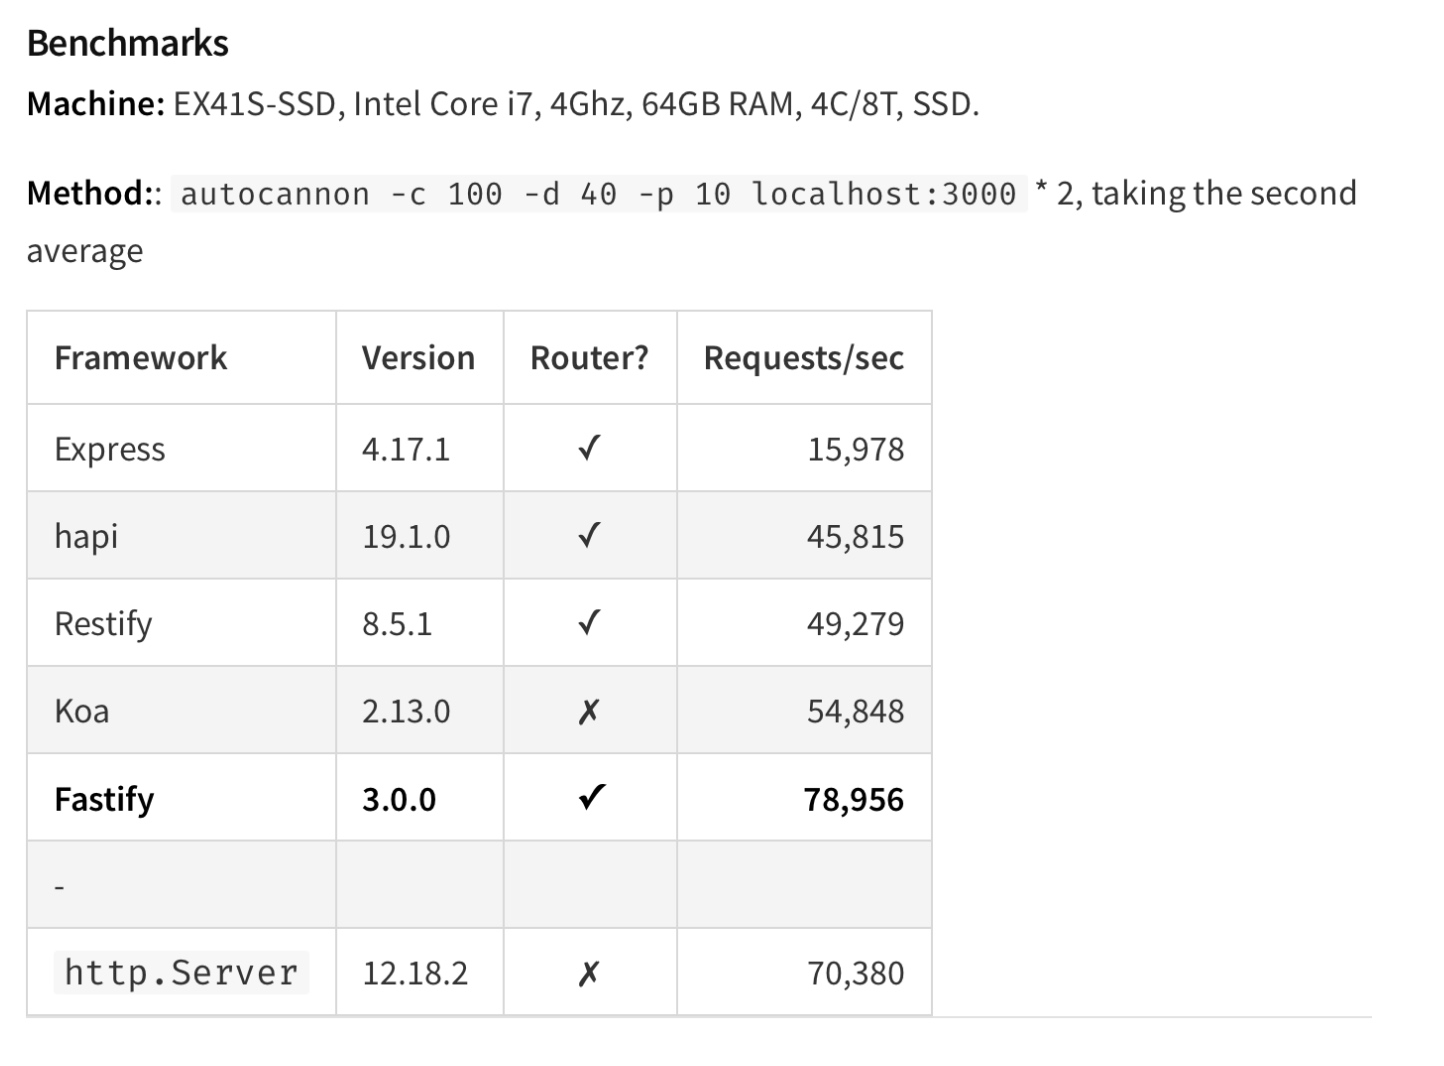 Benchmarks
Machine: EX41S-SSD, Intel Core i7, 4Ghz, 64GB RAM, 4C/8T, SSD.
Method:: autocannon -c 100 -d 40 -p 10 localhost:3000 * 2, taking the second
average
Framework Version Router? Requests/sec
Express 4.17.1 ✓ 15,978
hapi 19.1.0 ✓ 45,815
Restify 8.5.1 ✓ 49,279
Koa 2.13.0 ✗ 54,848
Fastify 3.0.0 ✓ 78,956
-
http.Server 12.18.2 ✗ 70,380